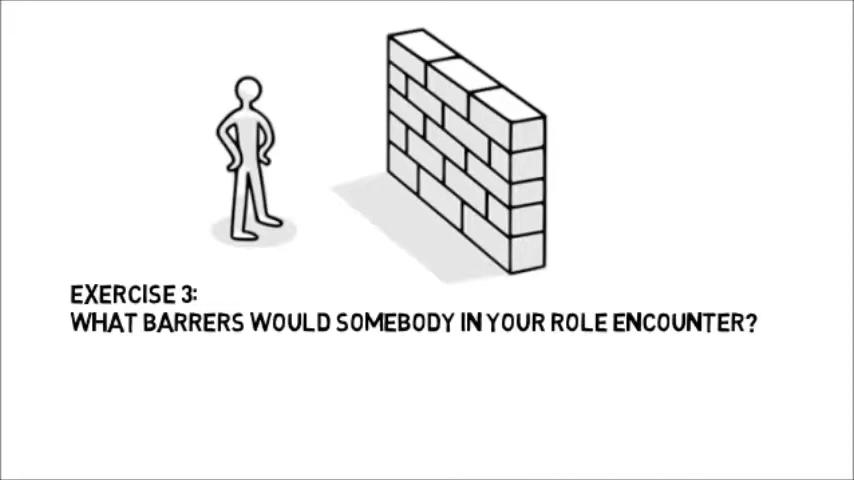 EXERCISE 3:
WHAT BARRERS WOULD SOMEBODY IN YOUR ROLE ENCOUNTER?